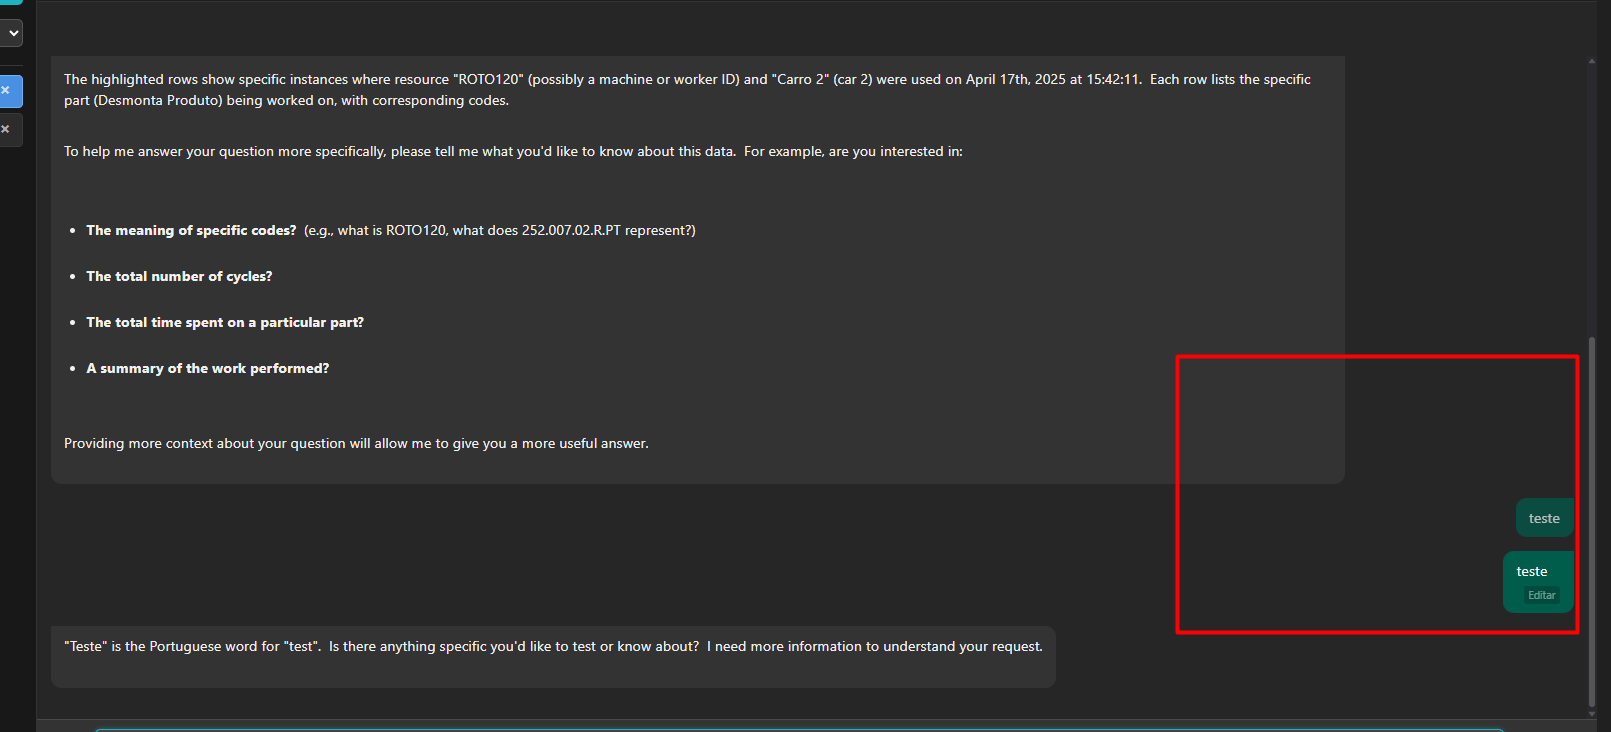 The highlighted rows show specific instances where resource "ROTO120" (possibly a machine or worker ID) and "Carro 2" (car 2) were used on April 17th, 2025 at 15:42:11.  Each row lists the specific
part (Desmonta Produto) being worked on, with corresponding codes.
To help me answer your question more specifically, please tell me what you'd like to know about this data.  For example, are you interested in:
• The meaning of specific codes?  (e.g., what is ROTO120, what does 252.007.02.R.PT represent?)
• The total number of cycles?
• The total time spent on a particular part?
• A summary of the work performed?
Providing more context about your question will allow me to give you a more useful answer.
teste
teste
Editar
"Teste" is the Portuguese word for "test".  Is there anything specific you'd like to test or know about?  I need more information to understand your request.